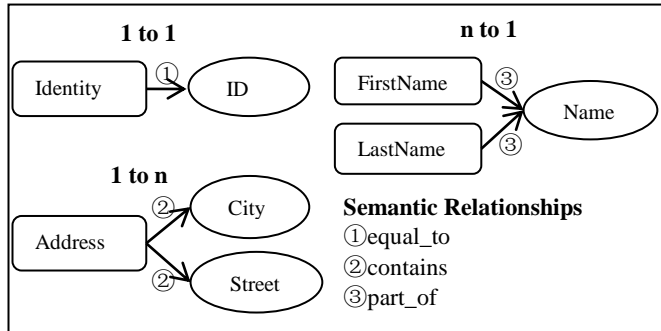 1 to 1
Identity ① ID
n to 1
FirstName ③
LastName ③
Name
1 to n
Address ② City
② Street
Semantic Relationships
①equal_to
②contains
③part_of